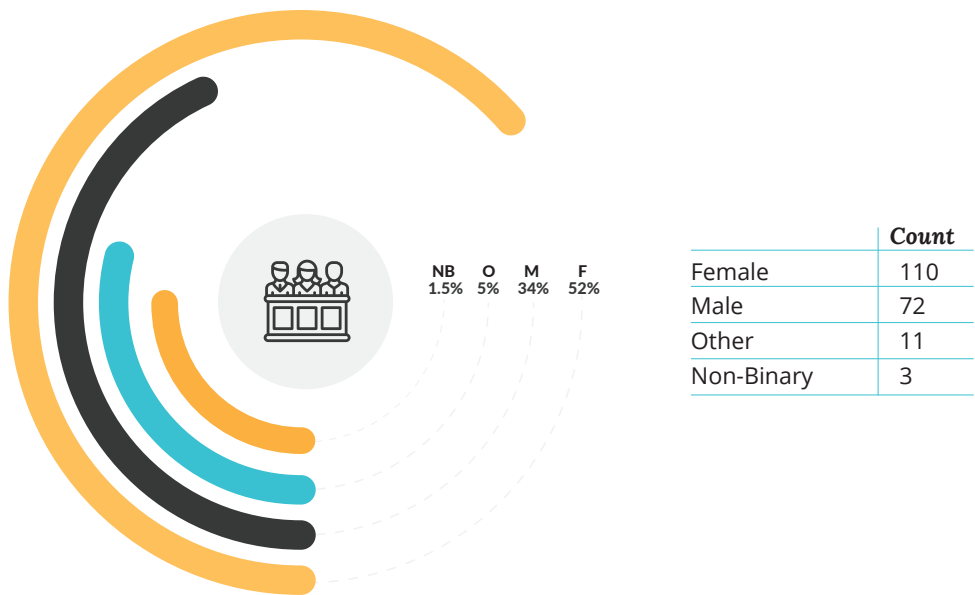 NB O M F
1.5% 5% 34% 52%
Count
Female 110
Male 72
Other 11
Non-Binary 3